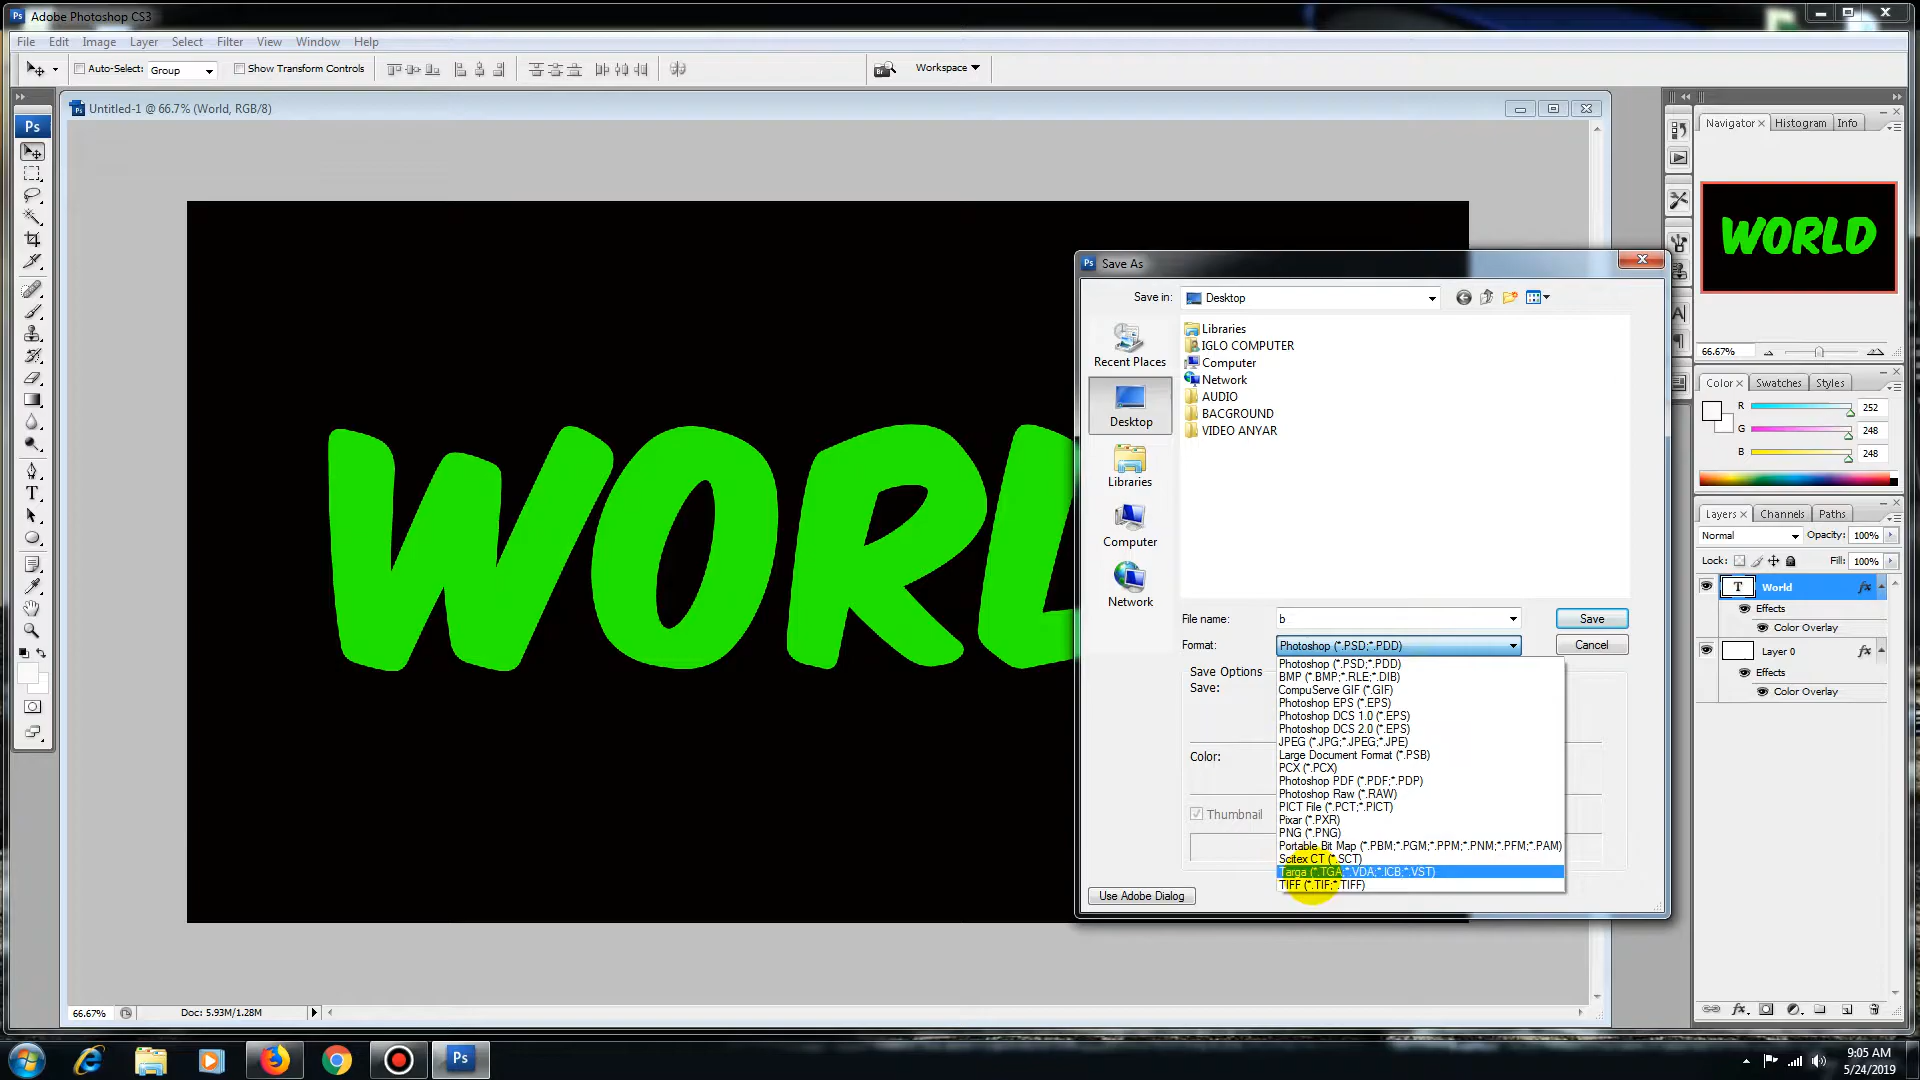 Adobe Photoshop CS3
File Edit Image Layer Select Filter View Window Help
Auto-Select: Group Show Transform Controls Workspace
Untitled-1 @ 66.7% (World, RGB/8)
Ps
WORL
Navigator Histogram Info
WORLD
66.67%
Color Swatches Styles
R 252
G 248
B 248
Layers Channels Paths
Normal Opacity: 100%
Lock: Fill: 100%
T World fx
Effects
Color Overlay
Layer 0 fx
Effects
Color Overlay
Save As
Save in: Desktop
Recent Places
Desktop
Libraries
Computer
Network
Libraries
IGLO COMPUTER
Computer
Network
AUDIO
BACGROUND
VIDEO ANYAR
File name: b Save
Format: Photoshop (*.PSD;*.PDD) Cancel
Save Options
Save:
Color:
Thumbnail
Photoshop (*.PSD;*.PDD)
BMP (*.BMP;*.RLE;*.DIB)
CompuServe GIF (*.GIF)
Photoshop EPS (*.EPS)
Photoshop DCS 1.0 (*.EPS)
Photoshop DCS 2.0 (*.EPS)
JPEG (*.JPG;*.JPEG;*.JPE)
Large Document Format (*.PSB)
PCX (*.PCX)
Photoshop PDF (*.PDF;*.PDP)
Photoshop Raw (*.RAW)
PICT File (*.PCT;*.PICT)
Pixar (*.PXR)
PNG (*.PNG)
Portable Bit Map (*.PBM;*.PGM;*.PPM;*.PNM;*.PFM;*.PAM)
Scitex CT (*.SCT)
Targa (*.TGA;*.VDA;*.ICB;*.VST)
TIFF (*.TIF;*.TIFF)
Use Adobe Dialog
66.67% Doc: 5.93M/1.28M
Ps
9:05 AM
5/24/2019